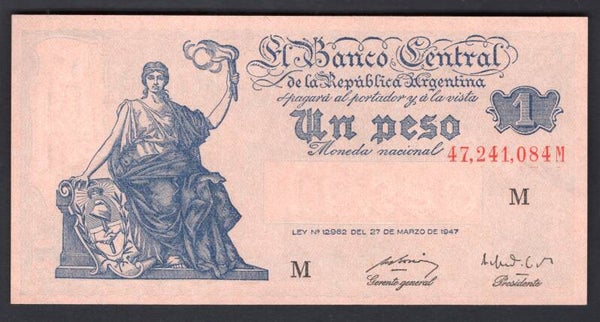 El Banco Central
de la República Argentina
pagará al portador y á la vista
1
Un peso
Moneda nacional
47,241,084M
M
LEY Nº 12962 DEL 27 DE MARZO DE 1947
M
Gerente general
Presidente